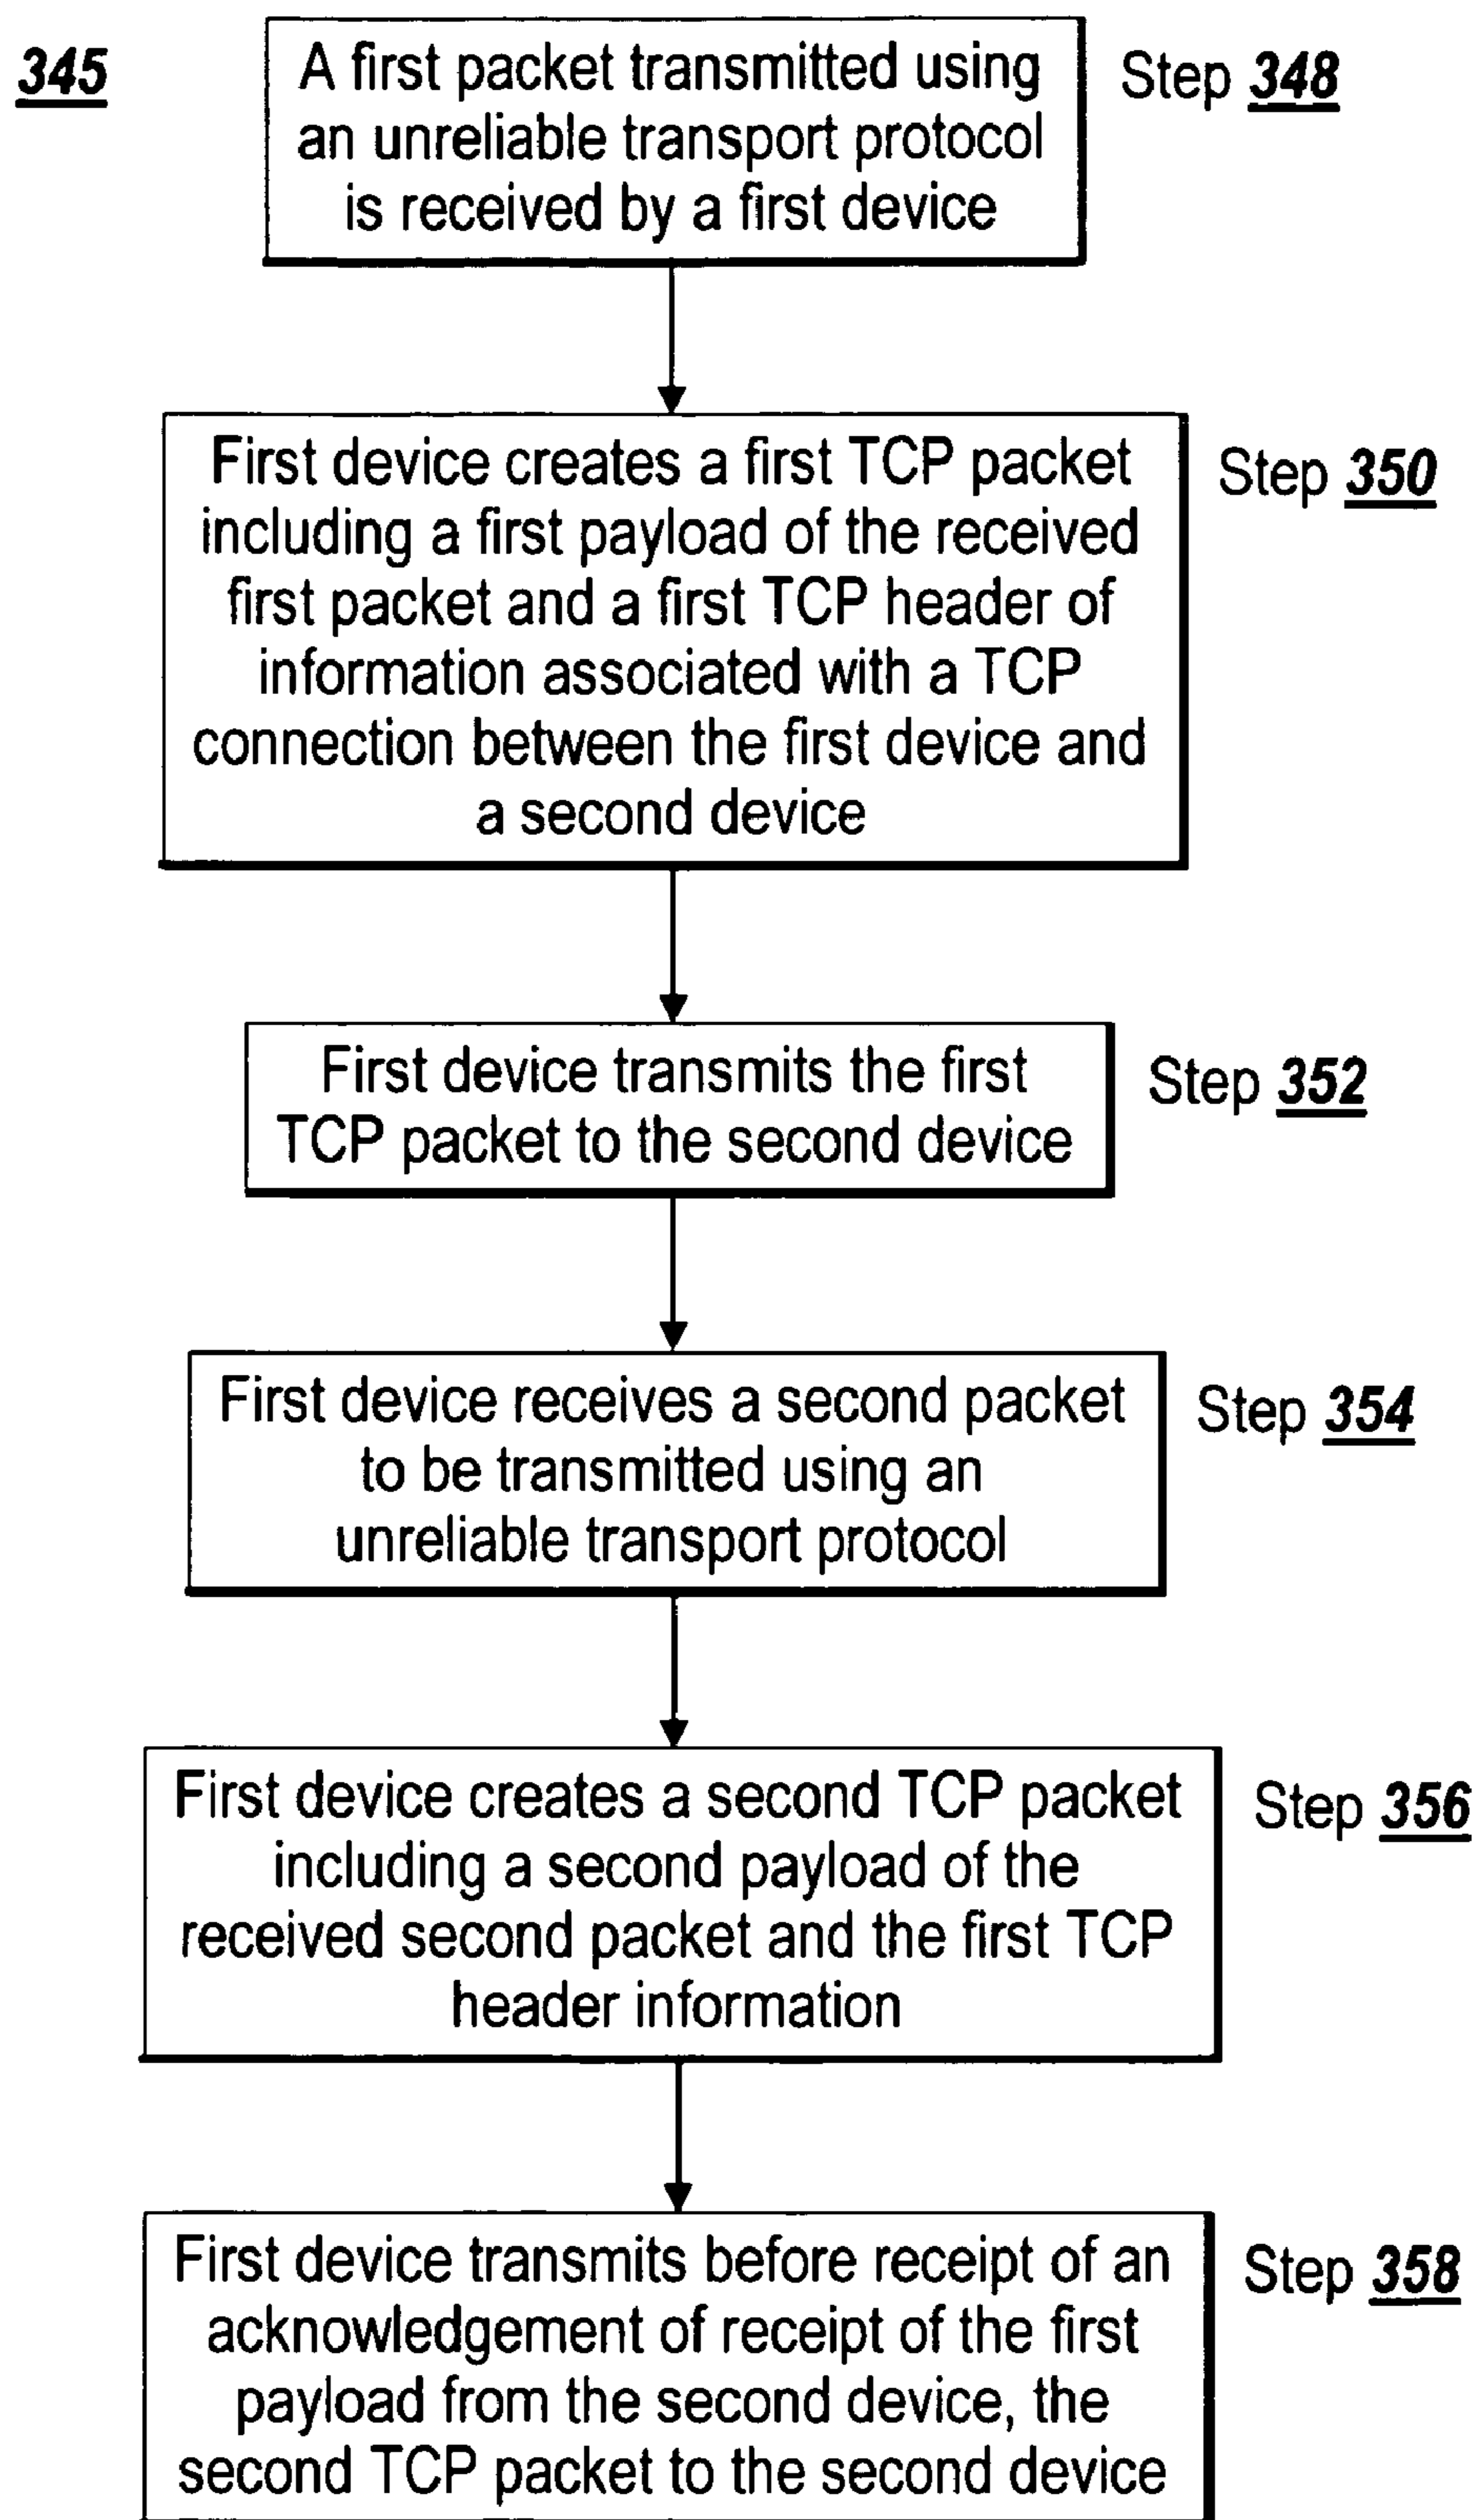 345
A first packet transmitted using
an unreliable transport protocol
is received by a first device
Step 348
First device creates a first TCP packet
including a first payload of the received
first packet and a first TCP header of
information associated with a TCP
connection between the first device and
a second device
Step 350
First device transmits the first
TCP packet to the second device
Step 352
First device receives a second packet
to be transmitted using an
unreliable transport protocol
Step 354
First device creates a second TCP packet
including a second payload of the
received second packet and the first TCP
header information
Step 356
First device transmits before receipt of an
acknowledgement of receipt of the first
payload from the second device, the
second TCP packet to the second device
Step 358